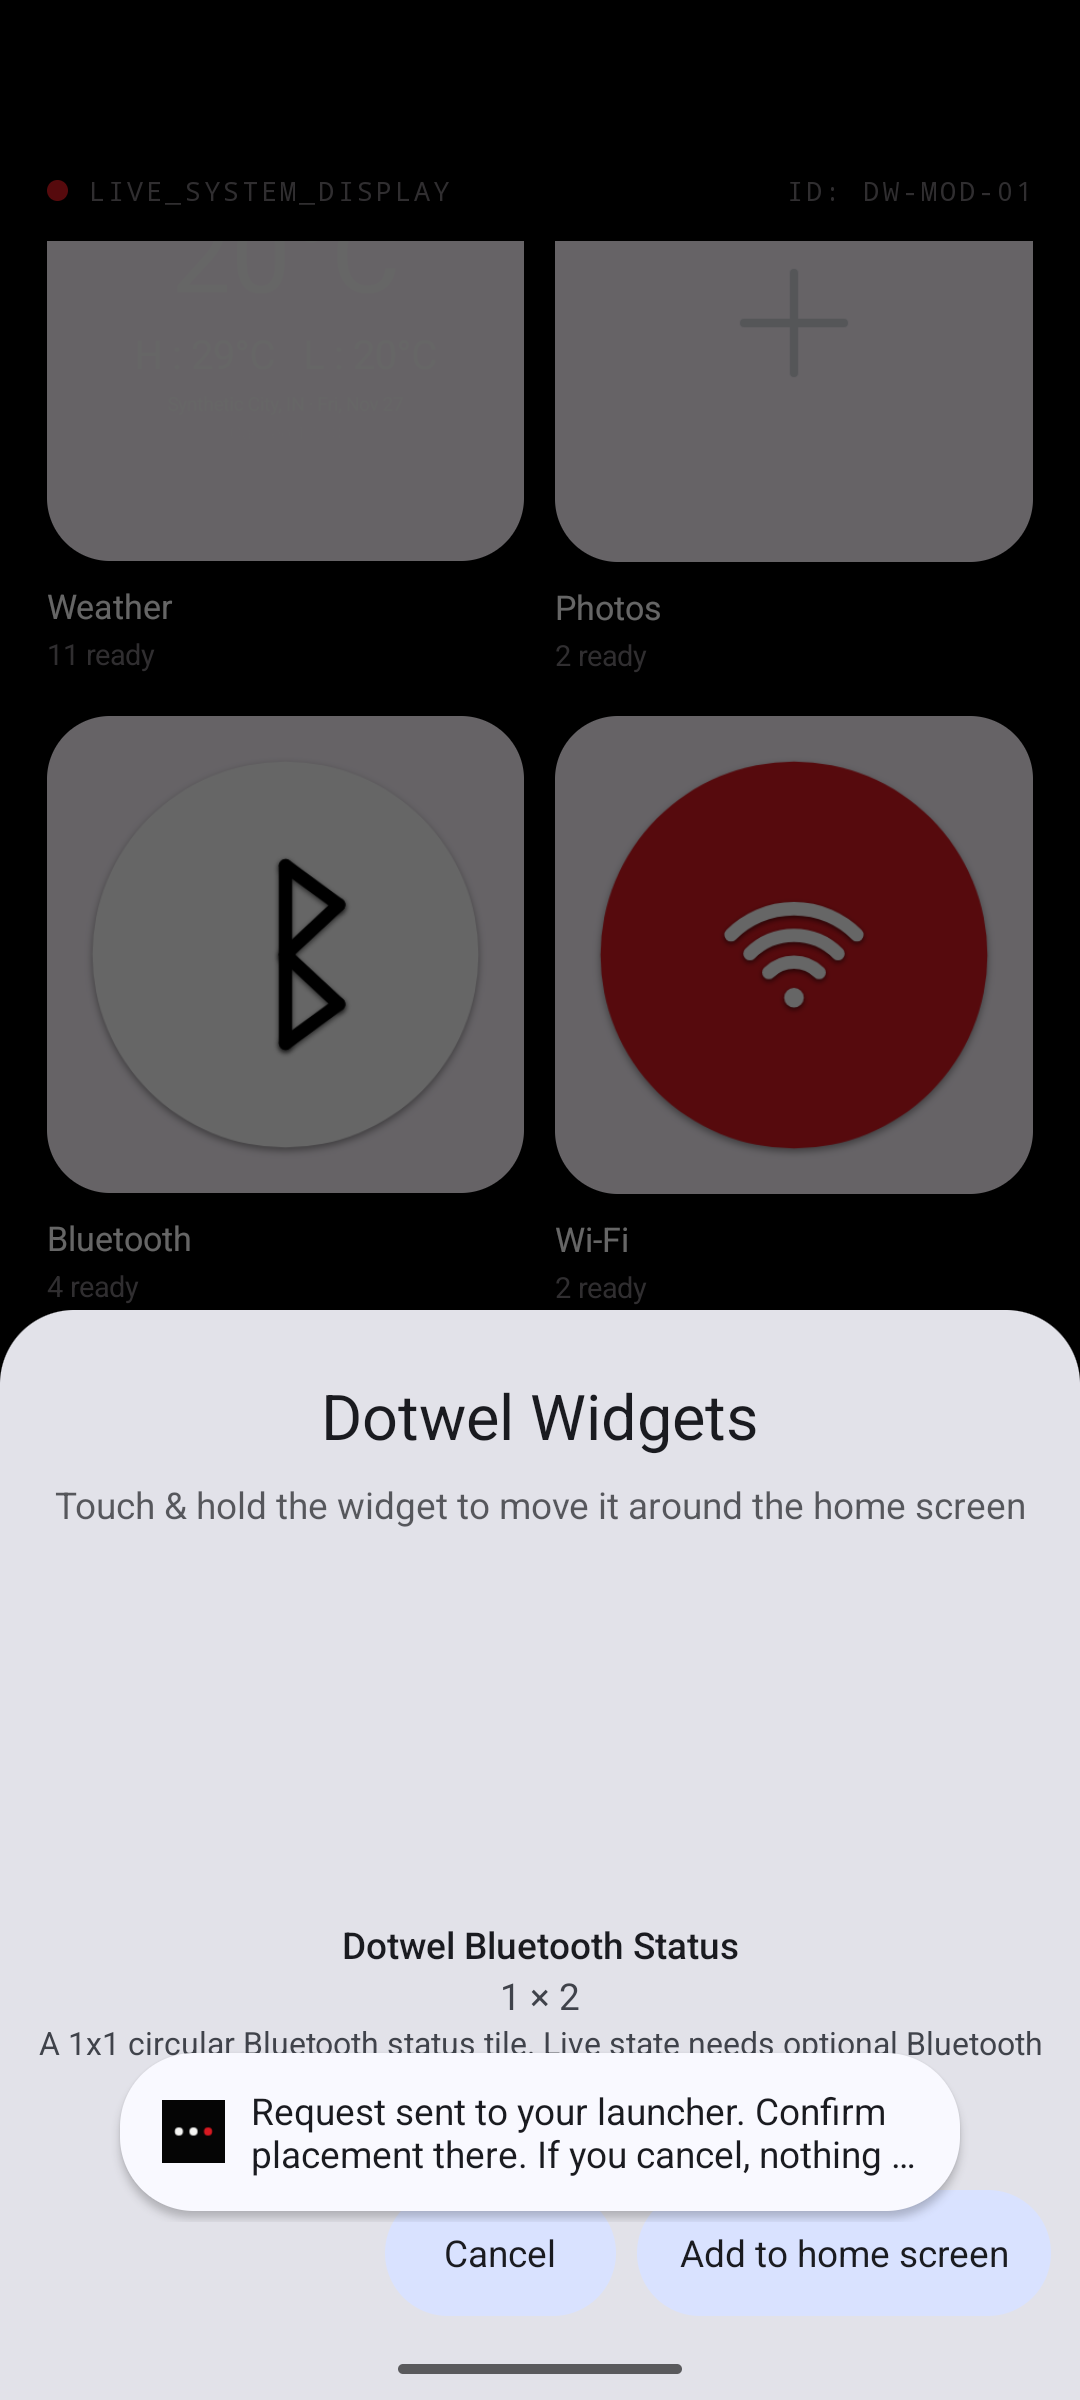 LIVE_SYSTEM_DISPLAY ID: DW-MOD-01
20°C
H : 29°C L : 20°C
Weather
11 ready
Photos
2 ready
Bluetooth
4 ready
Wi-Fi
2 ready
Dotwel Widgets
Touch & hold the widget to move it around the home screen
Dotwel Bluetooth Status
1 × 2
A 1x1 circular Bluetooth status tile. Live state needs optional Bluetooth
Request sent to your launcher. Confirm
placement there. If you cancel, nothing ...
Cancel
Add to home screen